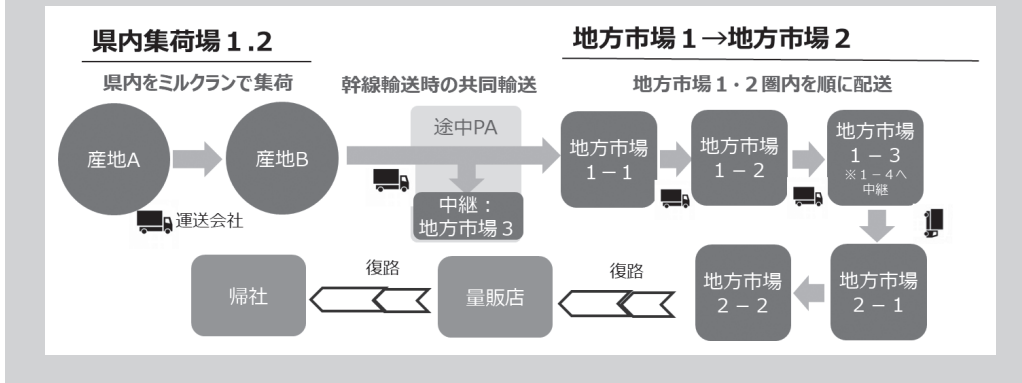 県内集荷場1.2
地方市場1→地方市場2
県内をミルクランで集荷
幹線輸送時の共同輸送
地方市場1・2圏内を順に配送
産地A
産地B
運送会社
途中PA
中継：
地方市場3
地方市場
1－1
地方市場
1－2
地方市場
1－3
※1－4へ
中継
地方市場
2－1
地方市場
2－2
復路
量販店
復路
帰社